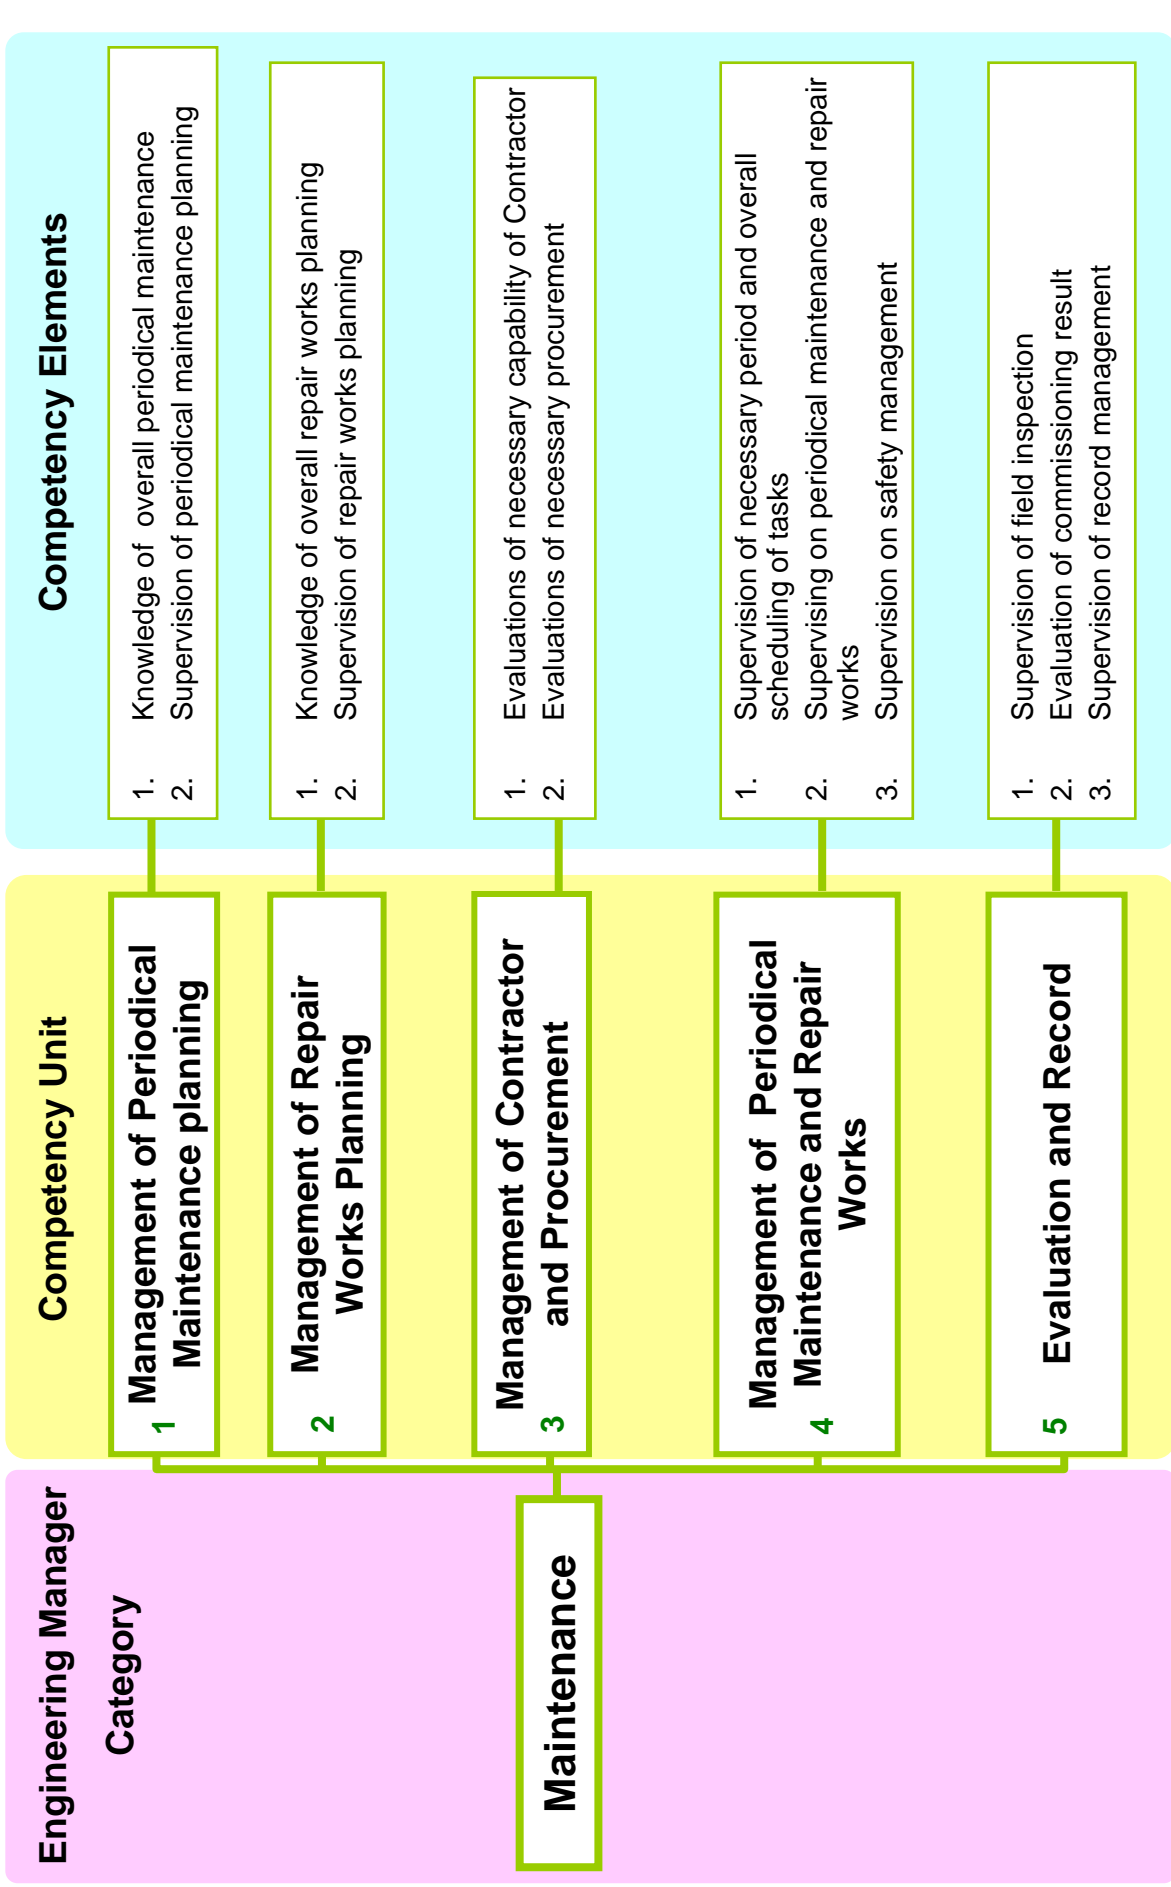 Engineering Manager
Category
Maintenance
Competency Unit
1
Management of Periodical
Maintenance planning
2
Management of Repair
Works Planning
3
Management of Contractor
and Procurement
4
Management of Periodical
Maintenance and Repair
Works
5
Evaluation and Record
Competency Elements
1. Knowledge of overall periodical maintenance
2. Supervision of periodical maintenance planning
1. Knowledge of overall repair works planning
2. Supervision of repair works planning
1. Evaluations of necessary capability of Contractor
2. Evaluations of necessary procurement
1. Supervision of necessary period and overall
scheduling of tasks
2. Supervising on periodical maintenance and repair
works
3. Supervision on safety management
1. Supervision of field inspection
2. Evaluation of commissioning result
3. Supervision of record management